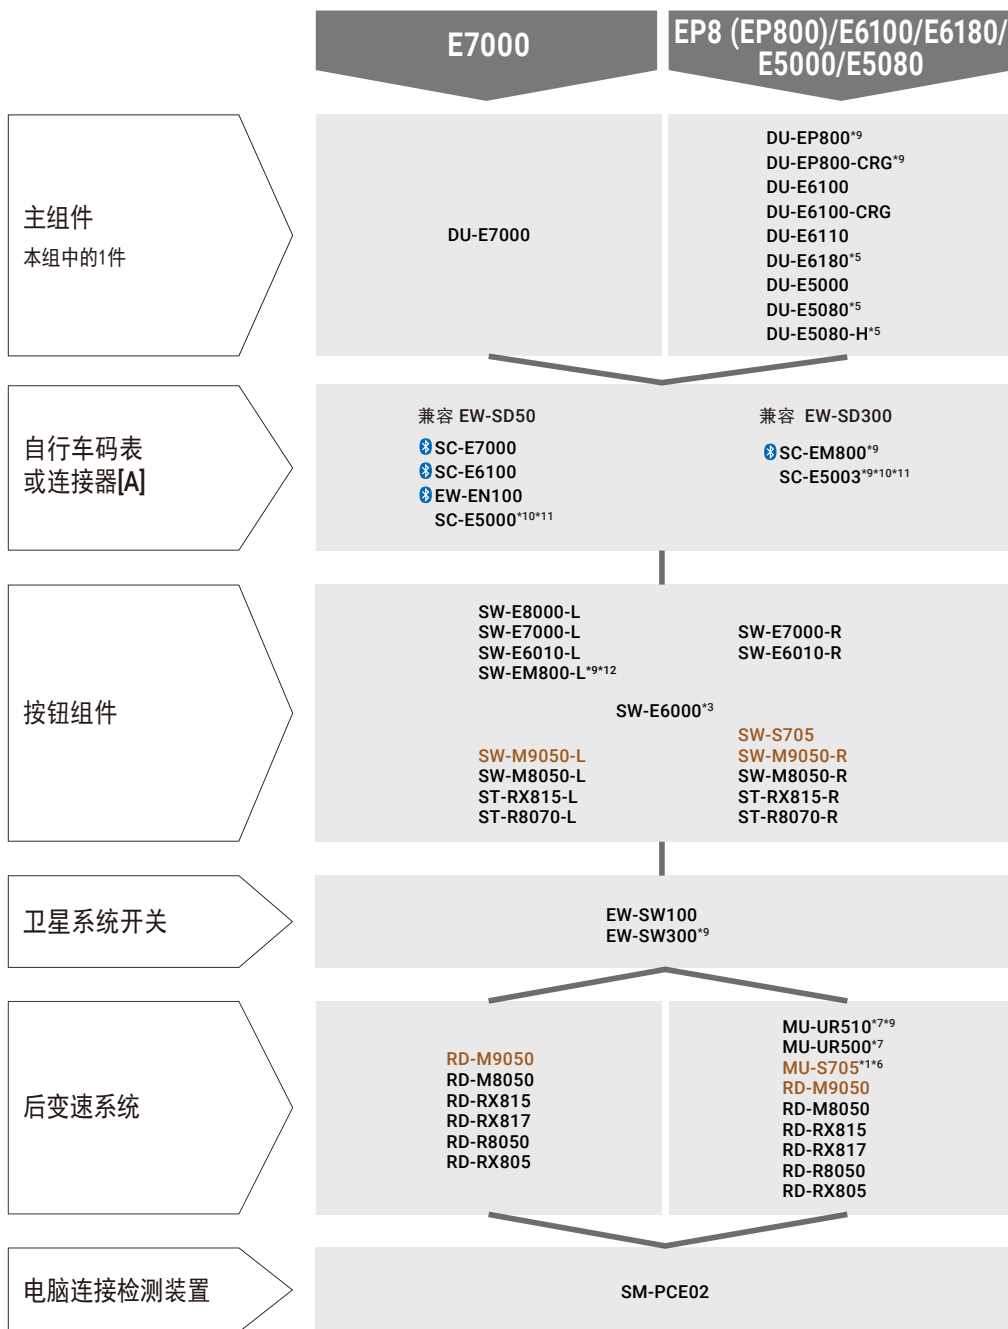 E7000
EP8 (EP800)/E6100/E6180/
E5000/E5080
主组件
本组中的1件
DU-E7000
DU-EP800*9
DU-EP800-CRG*9
DU-E6100
DU-E6100-CRG
DU-E6110
DU-E6180*5
DU-E5000
DU-E5080*5
DU-E5080-H*5
自行车码表
或连接器[A]
兼容 EW-SD50
SC-E7000
SC-E6100
EW-EN100
SC-E5000*10*11
兼容 EW-SD300
SC-EM800*9
SC-E5003*9*10*11
按钮组件
SW-E8000-L
SW-E7000-L
SW-E6010-L
SW-EM800-L*9*12
SW-E7000-R
SW-E6010-R
SW-E6000*3
SW-M9050-L
SW-M8050-L
ST-RX815-L
ST-R8070-L
SW-S705
SW-M9050-R
SW-M8050-R
ST-RX815-R
ST-R8070-R
卫星系统开关
EW-SW100
EW-SW300*9
后变速系统
RD-M9050
RD-M8050
RD-RX815
RD-RX817
RD-R8050
RD-RX805
MU-UR510*7*9
MU-UR500*7
MU-S705*1*6
RD-M9050
RD-M8050
RD-RX815
RD-RX817
RD-R8050
RD-RX805
电脑连接检测装置
SM-PCE02